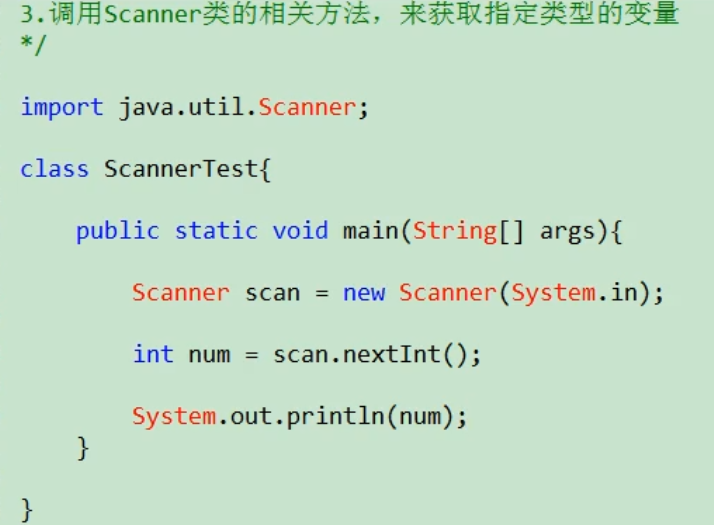 3.调用Scanner类的相关方法，来获取指定类型的变量
*/
import java.util.Scanner;
class ScannerTest{
public static void main(String[] args){
Scanner scan = new Scanner(System.in);
int num = scan.nextInt();
System.out.println(num);
}
}